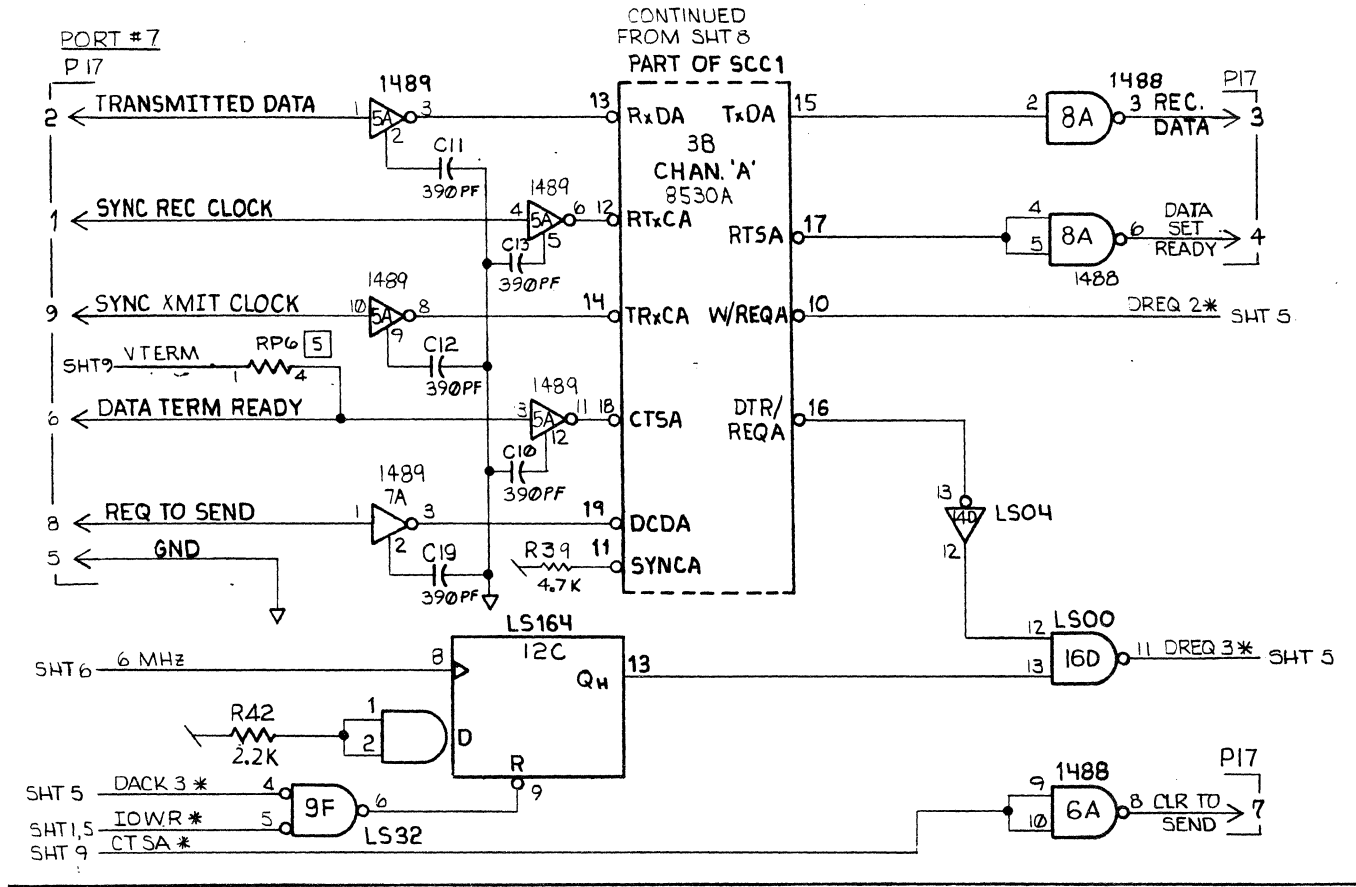 CONTINUED
FROM SHT 8
PORT #7
P17
PART OF SCC1
1489
1488
P17
2 TRANSMITTED DATA 1 5A 3 13 RxDA TxDA 15 2 8A 3 REC. DATA 3
2
C11
390PF
3B
CHAN. 'A'
8530A
1489
1 SYNC REC CLOCK 4 5A 6 12 RTxCA
5
C13
390PF
RTSA 17 4 5 8A 6 DATA SET READY 4
1488
1489
9 SYNC XMIT CLOCK 10 5A 8 14 TRxCA W/REQA 10 DREQ 2* SHT 5
9
C12
390PF
SHT9 VTERM 1 RP6 4 5
1489
6 DATA TERM READY 3 5A 11 18 CTSA DTR/ REQA 16
12
C10
390PF
1489
7A
8 REQ TO SEND 1 3 19 DCDA
2
C19
390PF
13 14D LS04
12
5 GND
R39 11 SYNCA
4.7K
LS164
12C
LS00
SHT6 6 MHz 8 QH 13 12 13 16D 11 DREQ 3* SHT 5
R42
2.2K
1
2
D
R
9
SHT 5 DACK 3* 4
9F 6
SHT1,5 IOWR* 5
LS32
SHT 9 CTSA*
1488
P17
9
10
6A 8 CLR TO SEND 7